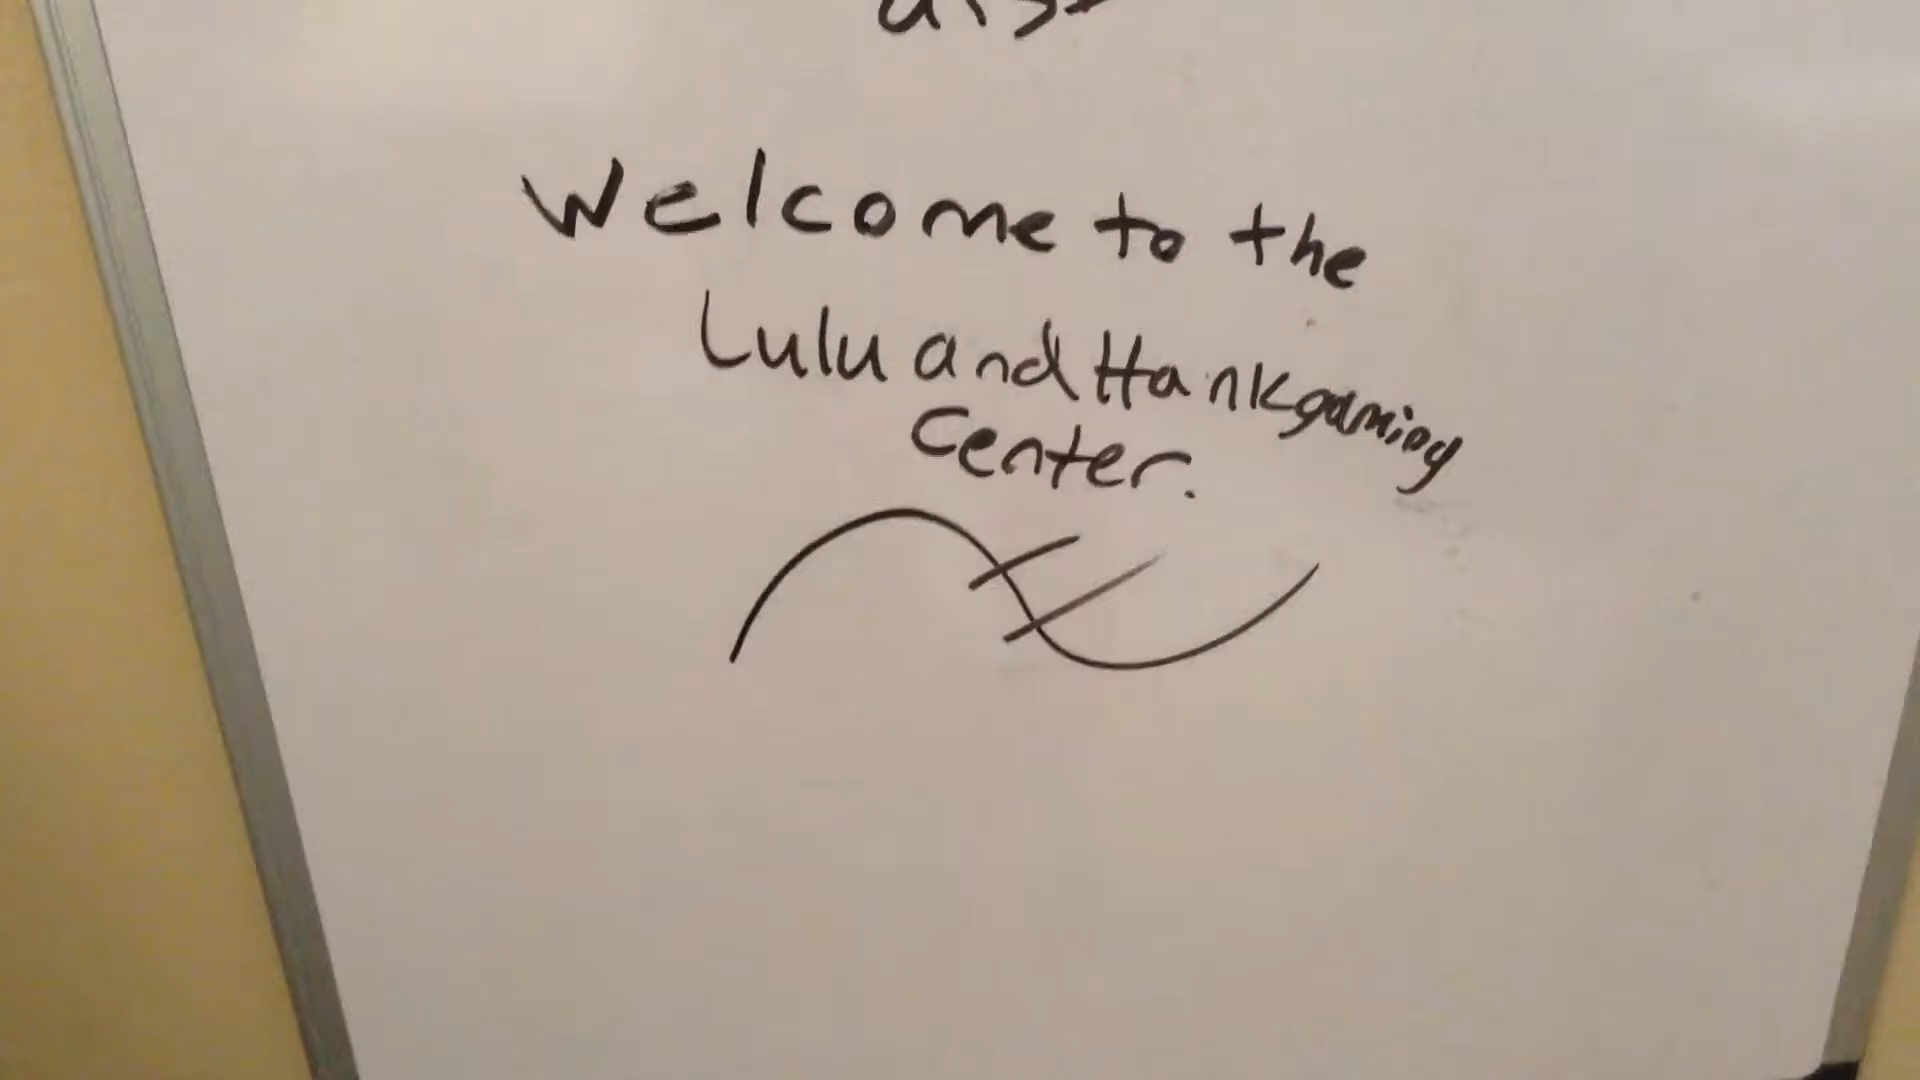 Welcome to the
Lulu and Hank gaming
Center.